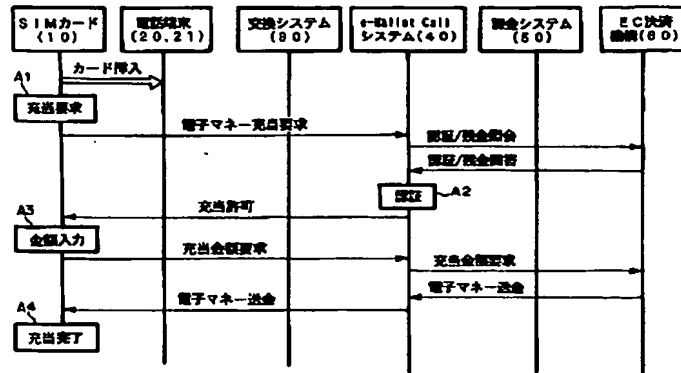 SIMカード
(10)
電話端末
(20,21)
交換システム
(30)
e-Wallet Call
システム(40)
課金システム
(50)
EC決済
機構(60)
カード挿入
A1
充当要求
電子マネー充当要求
認証/残金照会
認証/残金回答
A2
認証
充当許可
A3
金額入力
充当金額要求
充当金額要求
電子マネー送金
電子マネー送金
A4
充当完了